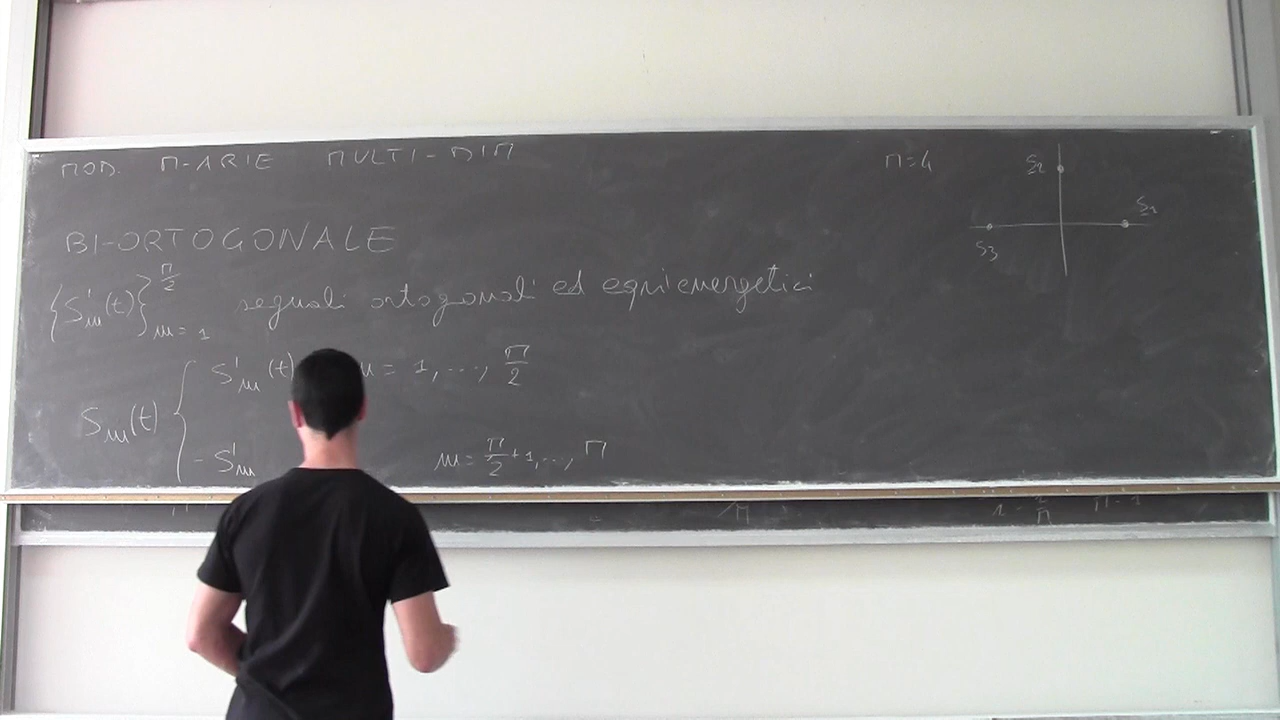 MOD. M-ARIE MULTI-DIM
BI-ORTOGONALE
{S'm(t)}^{M/2}_{m=1} segnali ortogonali ed equienergetici
Sm(t) { S'm(t) m = 1, ..., M/2
- S'm m = M/2 + 1, ..., M
M=4
S2
S1
S3